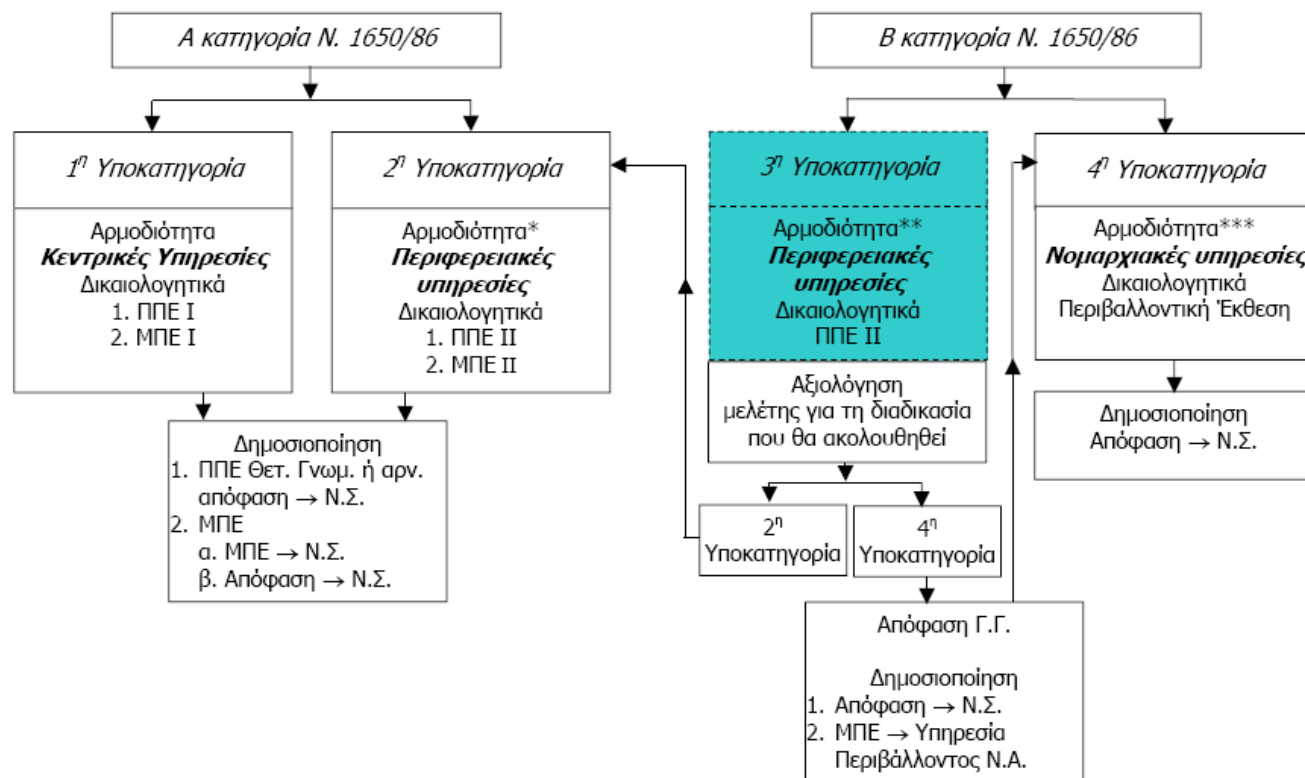 Α κατηγορία Ν. 1650/86
Β κατηγορία Ν. 1650/86
1η Υποκατηγορία
Αρμοδιότητα
Κεντρικές Υπηρεσίες
Δικαιολογητικά
1. ΠΠΕ Ι
2. ΜΠΕ Ι
2η Υποκατηγορία
Αρμοδιότητα*
Περιφερειακές
υπηρεσίες
Δικαιολογητικά
1. ΠΠΕ ΙΙ
2. ΜΠΕ ΙΙ
3η Υποκατηγορία
Αρμοδιότητα**
Περιφερειακές
υπηρεσίες
Δικαιολογητικά
ΠΠΕ ΙΙ
4η Υποκατηγορία
Αρμοδιότητα***
Νομαρχιακές υπηρεσίες
Δικαιολογητικά
Περιβαλλοντική Έκθεση
Δημοσιοποίηση
1. ΠΠΕ Θετ. Γνωμ. ή αρν.
απόφαση → Ν.Σ.
2. ΜΠΕ
α. ΜΠΕ → Ν.Σ.
β. Απόφαση → Ν.Σ.
Αξιολόγηση
μελέτης για τη διαδικασία
που θα ακολουθηθεί
Δημοσιοποίηση
Απόφαση → Ν.Σ.
2η
Υποκατηγορία
4η
Υποκατηγορία
Απόφαση Γ.Γ.
Δημοσιοποίηση
1. Απόφαση → Ν.Σ.
2. ΜΠΕ → Υπηρεσία
Περιβάλλοντος Ν.Α.